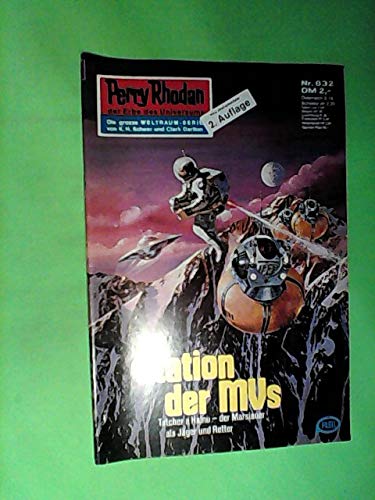 Perry Rhodan
der Erbe des Universums
Die grosse WELTRAUM-SERIE
von K. H. Scheer und Clark Darlton
2. Auflage
Nr. 632
DM 2,-
Station
der MVs
Tatcher a Hainu – der Marsianer
als Jäger und Retter